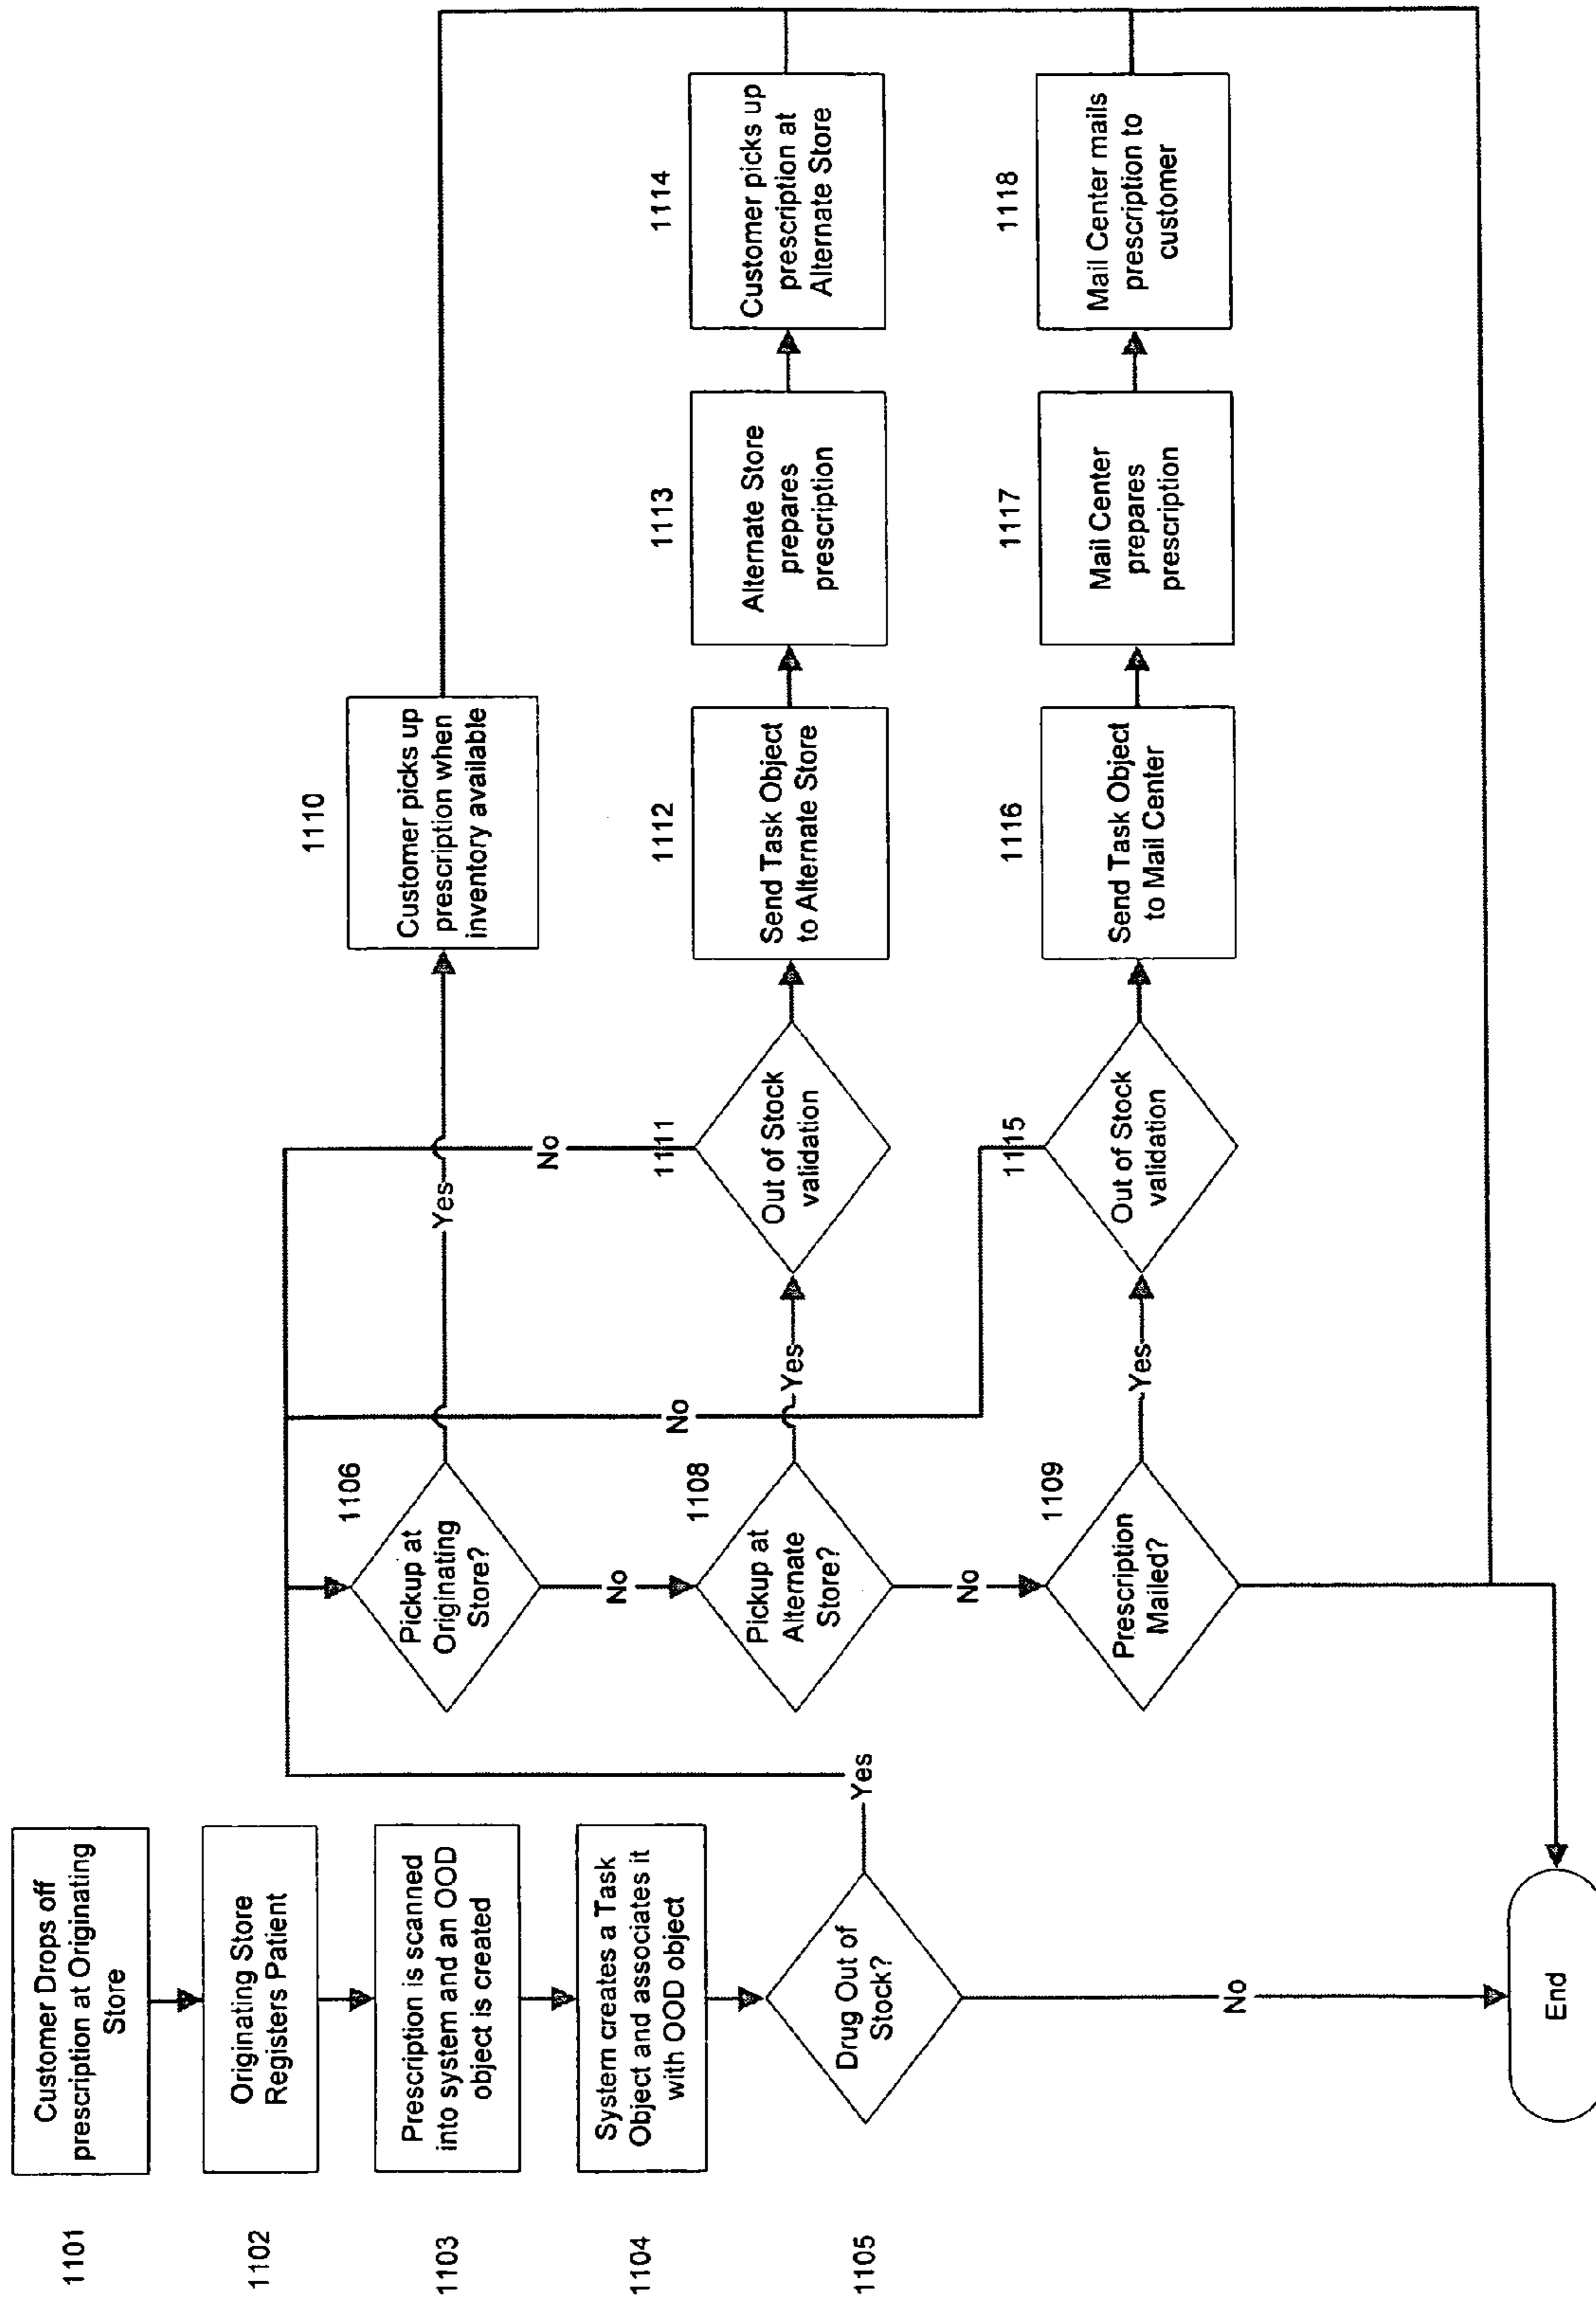 1101
Customer Drops off
prescription at Originating
Store
1102
Originating Store
Registers Patient
1103
Prescription is scanned
into system and an OOD
object is created
1104
System creates a Task
Object and associates it
with OOD object
1105
Drug Out of
Stock?
Yes
No
End
1106
Pickup at
Originating
Store?
Yes
No
1110
Customer picks up
prescription when
inventory available
1108
Pickup at
Alternate
Store?
Yes
No
1111
Out of Stock
validation
No
1112
Send Task Object
to Alternate Store
1113
Alternate Store
prepares
prescription
1114
Customer picks up
prescription at
Alternate Store
1109
Prescription
Mailed?
Yes
1115
Out of Stock
validation
No
1116
Send Task Object
to Mail Center
1117
Mail Center
prepares
prescription
1118
Mail Center mails
prescription to
customer